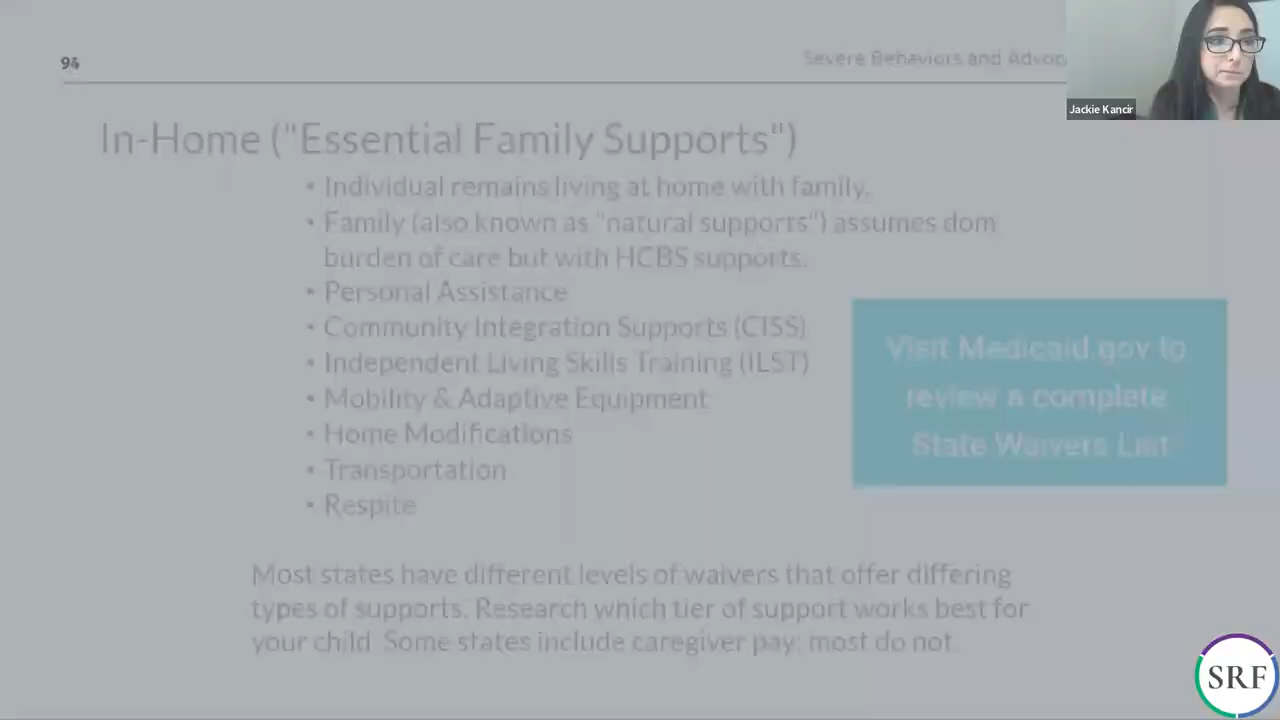 94
Severe Behaviors and Advoc
Jackie Kancir
In-Home ("Essential Family Supports")
• Individual remains living at home with family.
• Family (also known as "natural supports") assumes dom
burden of care but with HCBS supports.
• Personal Assistance
• Community Integration Supports (CISS)
• Independent Living Skills Training (ILST)
• Mobility & Adaptive Equipment
• Home Modifications
• Transportation
• Respite
Visit Medicaid.gov to
review a complete
State Waivers List
Most states have different levels of waivers that offer differing
types of supports. Research which tier of support works best for
your child. Some states include caregiver pay; most do not.
SRF